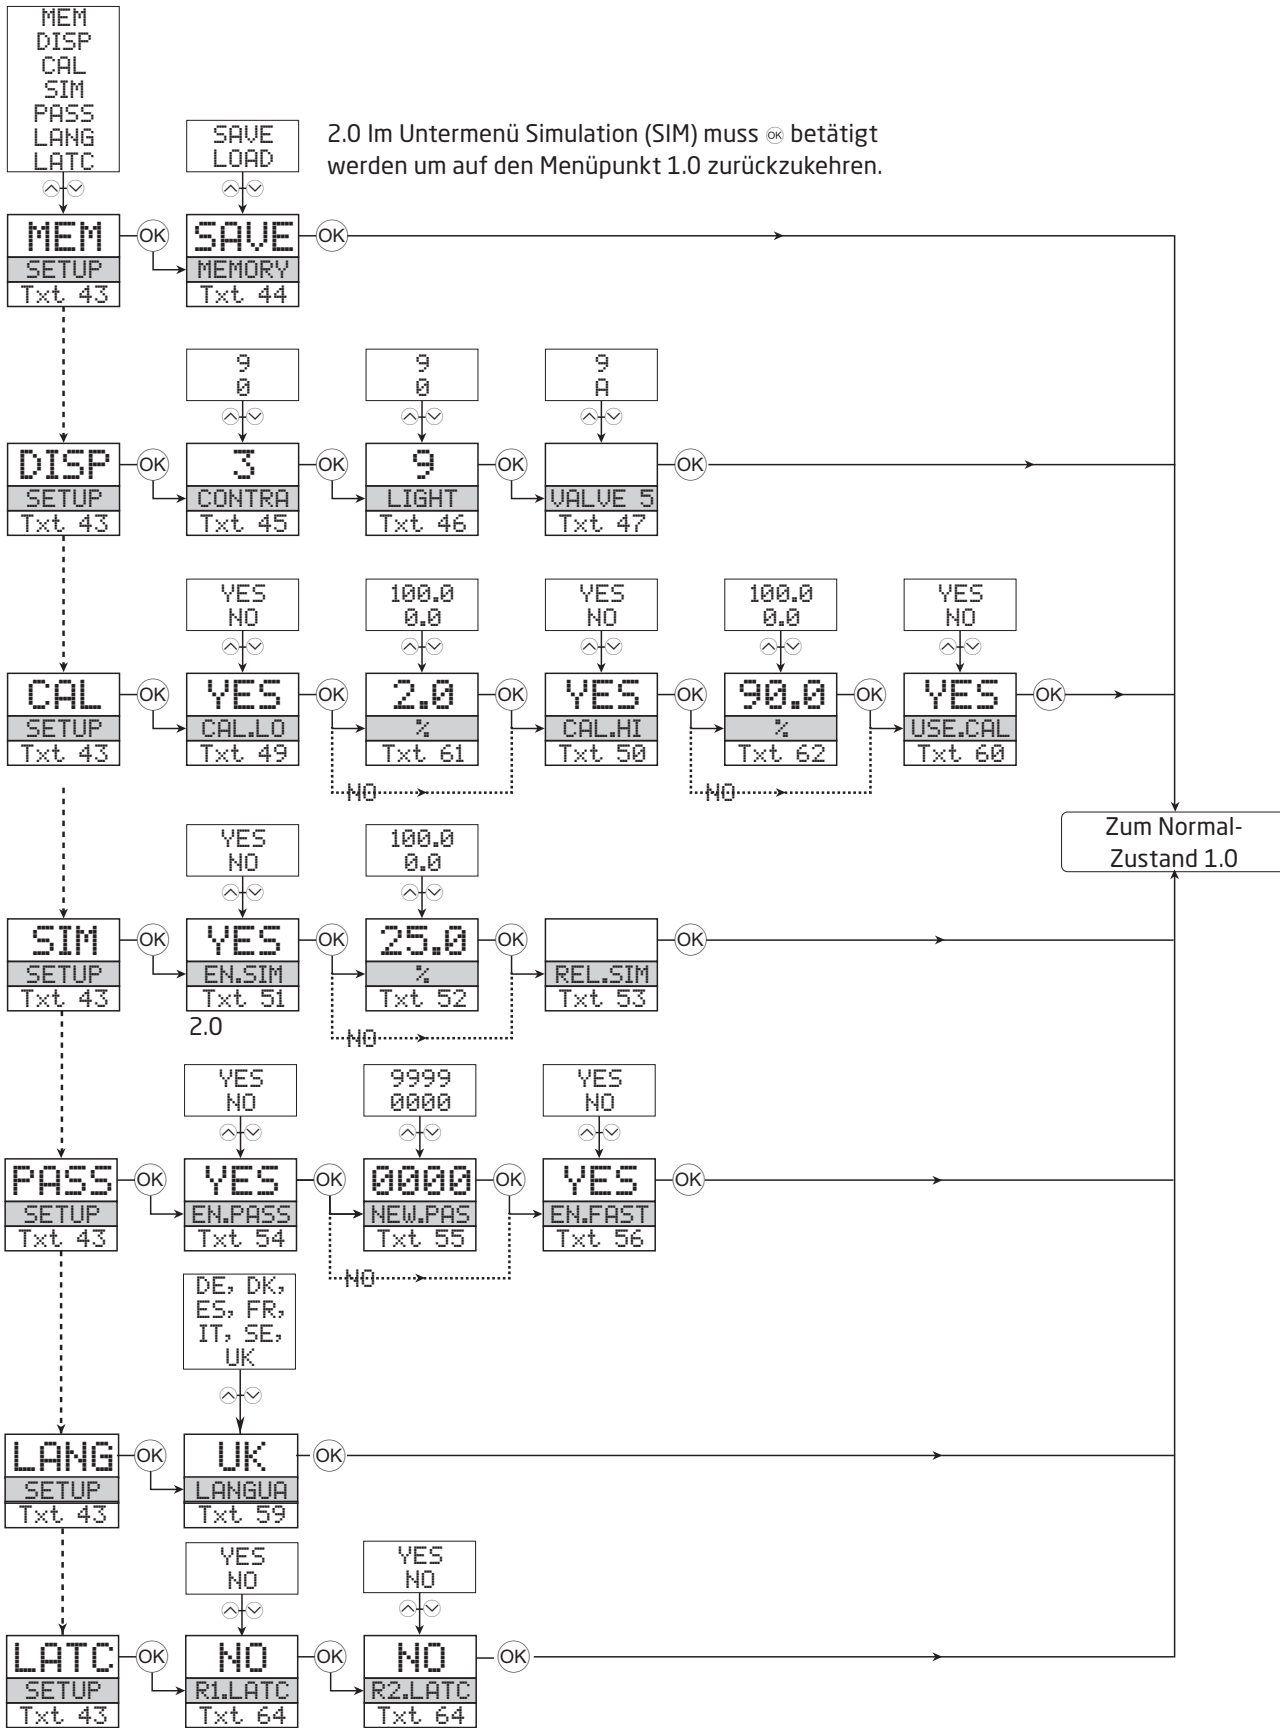 MEM
DISP
CAL
SIM
PASS
LANG
LATC
SAVE
LOAD
2.0 Im Untermenü Simulation (SIM) muss OK betätigt
werden um auf den Menüpunkt 1.0 zurückzukehren.
MEM
SETUP
Txt 43
OK
SAVE
MEMORY
Txt 44
OK
9
0
9
0
9
A
DISP
SETUP
Txt 43
OK
3
CONTRA
Txt 45
OK
9
LIGHT
Txt 46
OK
VALVE 5
Txt 47
OK
YES
NO
100.0
0.0
YES
NO
100.0
0.0
YES
NO
CAL
SETUP
Txt 43
OK
YES
CAL.LO
Txt 49
OK
2.0
%
Txt 61
OK
YES
CAL.HI
Txt 50
OK
90.0
%
Txt 62
OK
YES
USE.CAL
Txt 60
OK
NO
NO
Zum Normal-
Zustand 1.0
YES
NO
100.0
0.0
SIM
SETUP
Txt 43
OK
YES
EN.SIM
Txt 51
2.0
OK
25.0
%
Txt 52
OK
REL.SIM
Txt 53
OK
NO
YES
NO
9999
0000
YES
NO
PASS
SETUP
Txt 43
OK
YES
EN.PASS
Txt 54
OK
0000
NEW.PAS
Txt 55
OK
YES
EN.FAST
Txt 56
OK
NO
DE, DK,
ES, FR,
IT, SE,
UK
LANG
SETUP
Txt 43
OK
UK
LANGUA
Txt 59
OK
YES
NO
YES
NO
LATC
SETUP
Txt 43
OK
NO
R1.LATC
Txt 64
OK
NO
R2.LATC
Txt 64
OK